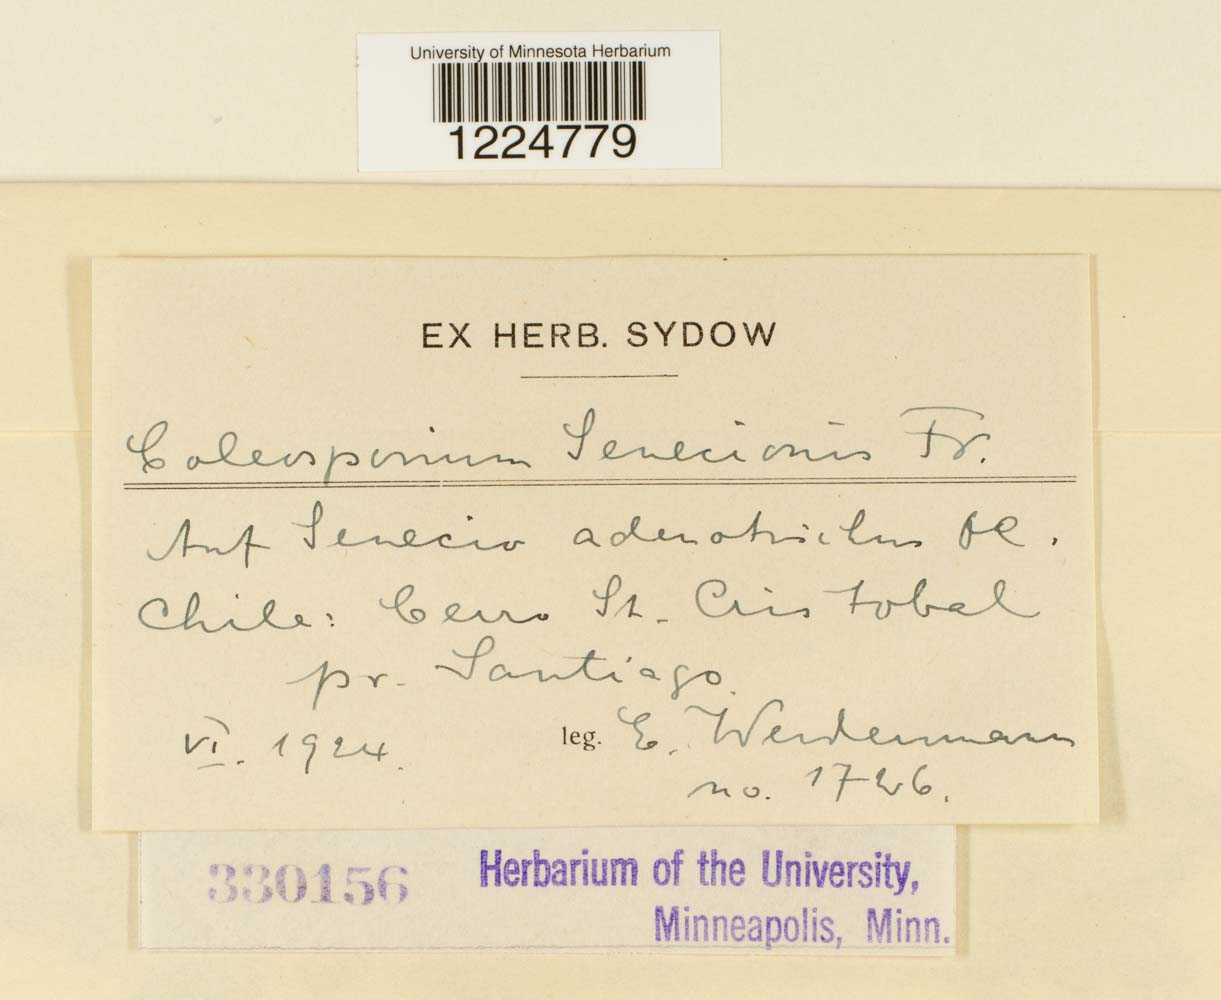 University of Minnesota Herbarium
1224779
EX HERB. SYDOW
Coleosporium Senecionis Fr.
Auf Senecio adenotrichus DC.
Chile: Cerro St. Cristobal
pr. Santiago.
VI. 1924.
leg. E. Werdermann
no. 1726.
330156
Herbarium of the University,
Minneapolis, Minn.